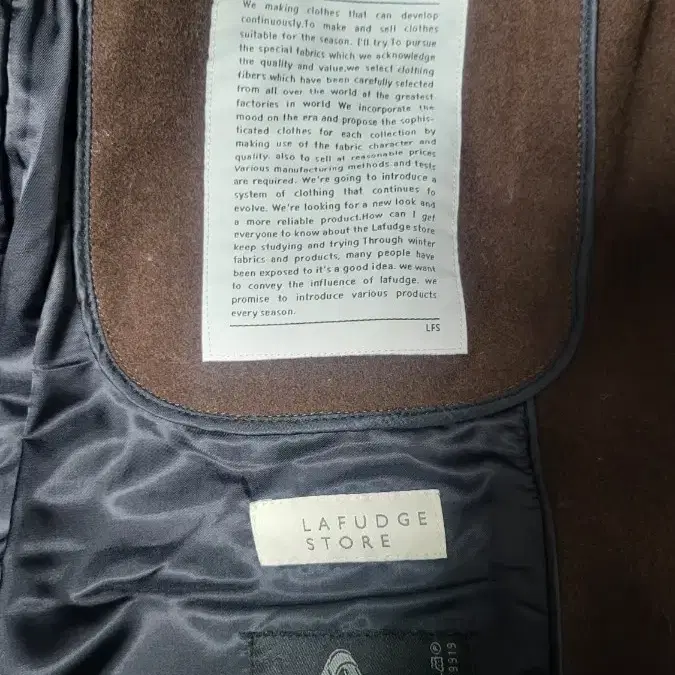 We making clothes that can develop
continuously.To make and sell clothes
suitable for the season. I'll try To pursue
the special fabrics which we acknowledge
the quality and value,we select clothing
fibers which have been carefully selected
from all over the world at the greatest
factories in world We incorporate the
mood on the era and propose the sophis-
ticated clothes for each collection by
making use of the fabric character and
quality. also to sell at reasonable prices
Various manufacturing methods and tests
are required. We're going to introduce a
system of clothing that continues to
evolve. We're looking for a new look and
a more reliable product.How can I get
everyone to know about the Lafudge store
keep studying and trying Through winter
fabrics and products, many people have
been exposed to it's a good idea. we want
to convey the influence of lafudge. we
promise to introduce various products
every season.
LFS
LAFUDGE
STORE
9919